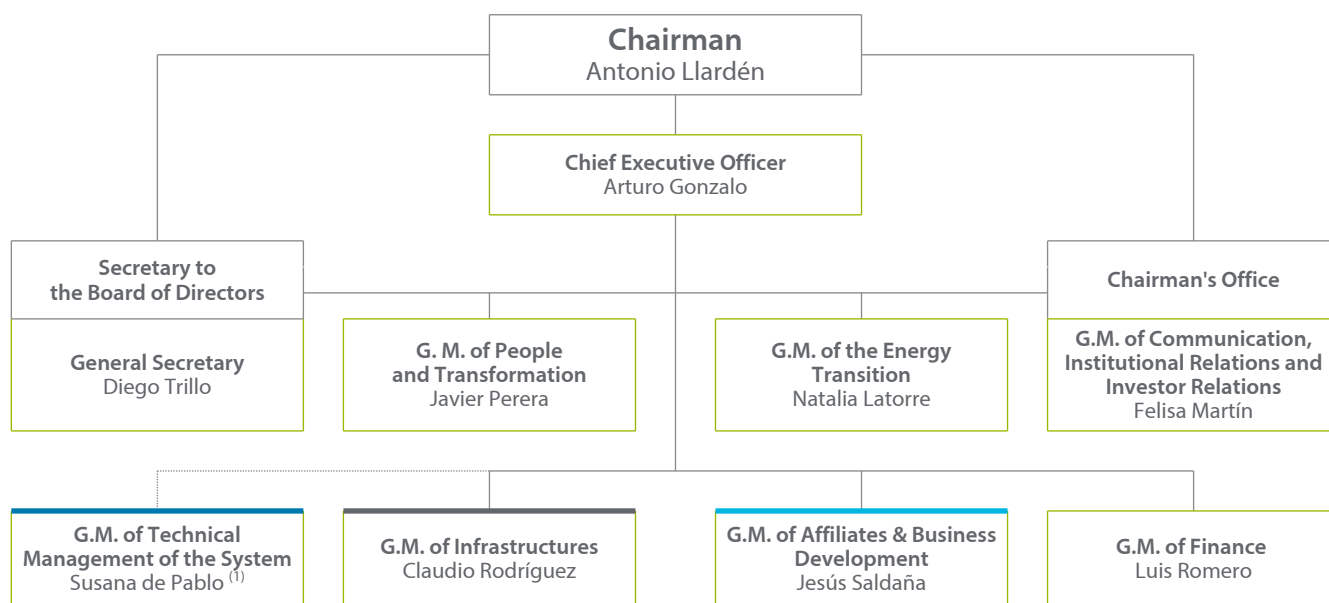 Chairman
Antonio Llardén
Chief Executive Officer
Arturo Gonzalo
Secretary to
the Board of Directors
Chairman's Office
General Secretary
Diego Trillo
G. M. of People
and Transformation
Javier Perera
G.M. of the Energy
Transition
Natalia Latorre
G.M. of Communication,
Institutional Relations and
Investor Relations
Felisa Martín
G.M. of Technical
Management of the System
Susana de Pablo (1)
G.M. of Infrastructures
Claudio Rodríguez
G.M. of Affiliates & Business
Development
Jesús Saldaña
G.M. of Finance
Luis Romero